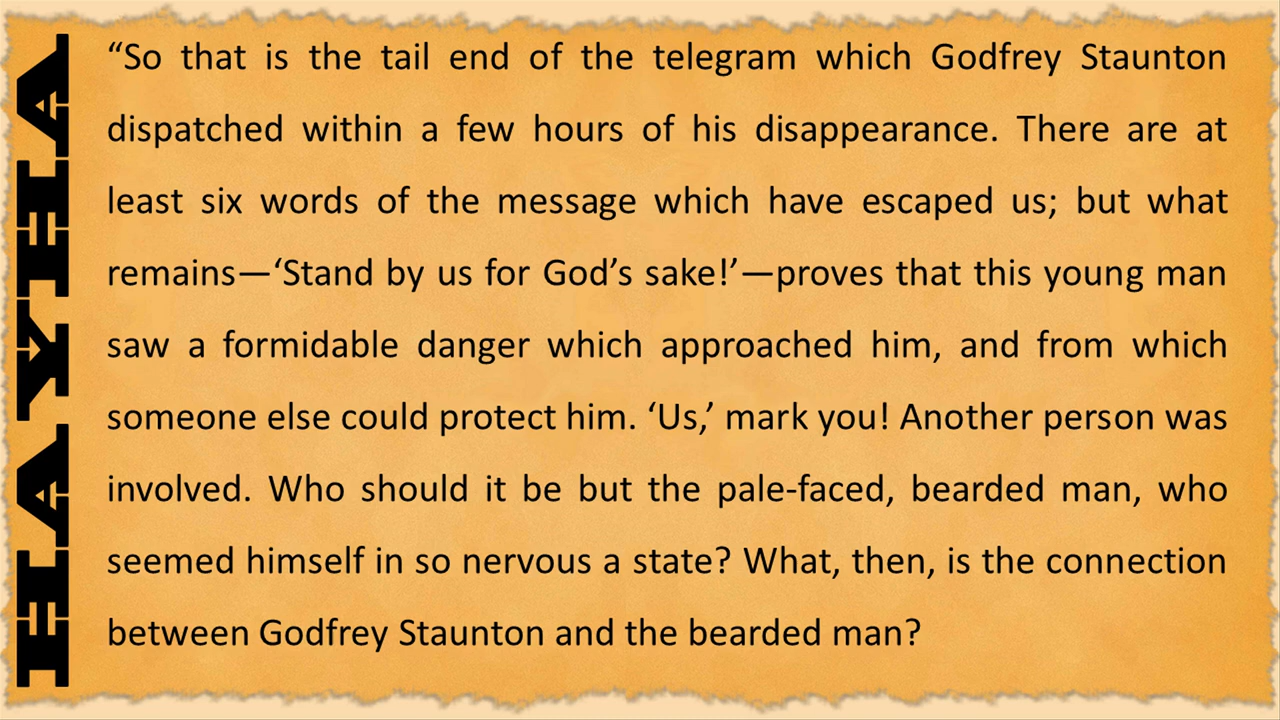 HAYHA
“So that is the tail end of the telegram which Godfrey Staunton
dispatched within a few hours of his disappearance. There are at
least six words of the message which have escaped us; but what
remains—‘Stand by us for God’s sake!’—proves that this young man
saw a formidable danger which approached him, and from which
someone else could protect him. ‘Us,’ mark you! Another person was
involved. Who should it be but the pale-faced, bearded man, who
seemed himself in so nervous a state? What, then, is the connection
between Godfrey Staunton and the bearded man?